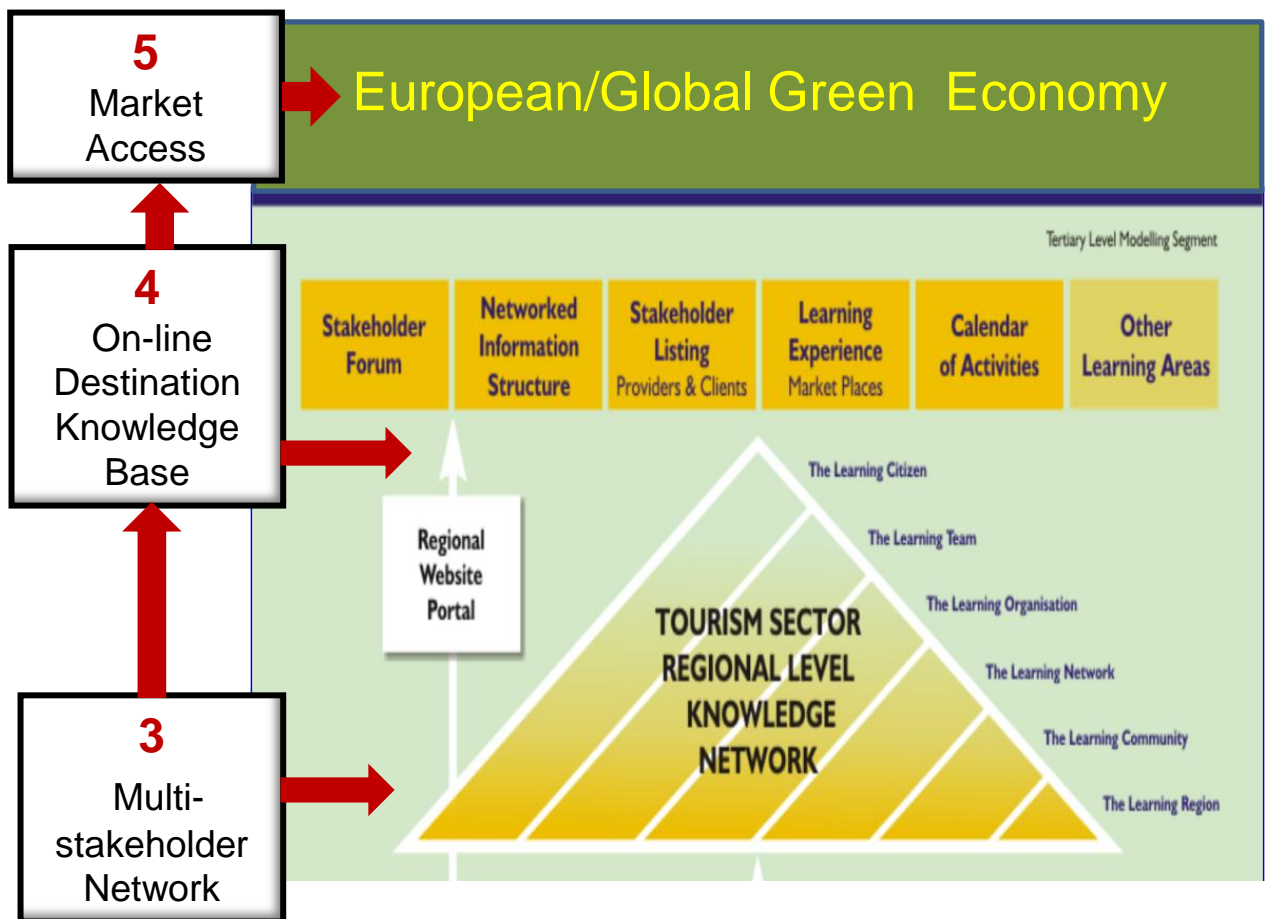 5
Market
Access
European/Global Green Economy
Tertiary Level Modelling Segment
4
On-line
Destination
Knowledge
Base
Stakeholder
Forum
Networked
Information
Structure
Stakeholder
Listing
Providers & Clients
Learning
Experience
Market Places
Calendar
of Activities
Other
Learning Areas
Regional
Website
Portal
The Learning Citizen
The Learning Team
The Learning Organisation
The Learning Network
The Learning Community
The Learning Region
TOURISM SECTOR
REGIONAL LEVEL
KNOWLEDGE
NETWORK
3
Multi-
stakeholder
Network